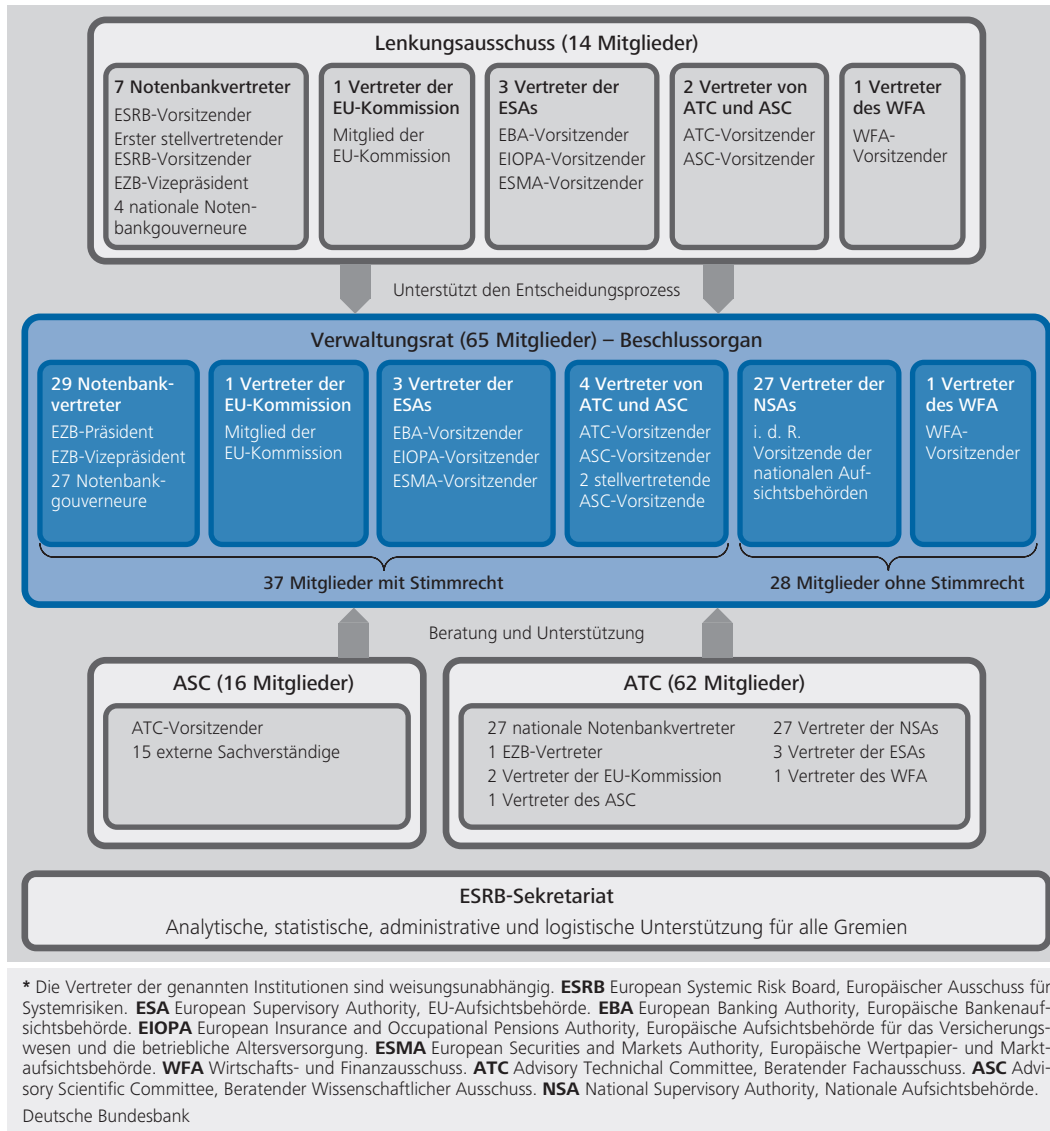 Lenkungsausschuss (14 Mitglieder)
7 Notenbankvertreter
ESRB-Vorsitzender
Erster stellvertretender
ESRB-Vorsitzender
EZB-Vizepräsident
4 nationale Noten-
bankgouverneure
1 Vertreter der
EU-Kommission
Mitglied der
EU-Kommission
3 Vertreter der
ESAs
EBA-Vorsitzender
EIOPA-Vorsitzender
ESMA-Vorsitzender
2 Vertreter von
ATC und ASC
ATC-Vorsitzender
ASC-Vorsitzender
1 Vertreter
des WFA
WFA-
Vorsitzender
Unterstützt den Entscheidungsprozess
Verwaltungsrat (65 Mitglieder) – Beschlussorgan
29 Notenbank-
vertreter
EZB-Präsident
EZB-Vizepräsident
27 Notenbank-
gouverneure
1 Vertreter der
EU-Kommission
Mitglied der
EU-Kommission
3 Vertreter der
ESAs
EBA-Vorsitzender
EIOPA-Vorsitzender
ESMA-Vorsitzender
4 Vertreter von
ATC und ASC
ATC-Vorsitzender
ASC-Vorsitzender
2 stellvertretende
ASC-Vorsitzende
27 Vertreter der
NSAs
i. d. R.
Vorsitzende der
nationalen Auf-
sichtsbehörden
1 Vertreter
des WFA
WFA-
Vorsitzender
37 Mitglieder mit Stimmrecht
28 Mitglieder ohne Stimmrecht
Beratung und Unterstützung
ASC (16 Mitglieder)
ATC-Vorsitzender
15 externe Sachverständige
ATC (62 Mitglieder)
27 nationale Notenbankvertreter
1 EZB-Vertreter
2 Vertreter der EU-Kommission
1 Vertreter des ASC
27 Vertreter der NSAs
3 Vertreter der ESAs
1 Vertreter des WFA
ESRB-Sekretariat
Analytische, statistische, administrative und logistische Unterstützung für alle Gremien
* Die Vertreter der genannten Institutionen sind weisungsunabhängig. ESRB European Systemic Risk Board, Europäischer Ausschuss für
Systemrisiken. ESA European Supervisory Authority, EU-Aufsichtsbehörde. EBA European Banking Authority, Europäische Bankenauf-
sichtsbehörde. EIOPA European Insurance and Occupational Pensions Authority, Europäische Aufsichtsbehörde für das Versicherungs-
wesen und die betriebliche Altersversorgung. ESMA European Securities and Markets Authority, Europäische Wertpapier- und Markt-
aufsichtsbehörde. WFA Wirtschafts- und Finanzausschuss. ATC Advisory Technichal Committee, Beratender Fachausschuss. ASC Advi-
sory Scientific Committee, Beratender Wissenschaftlicher Ausschuss. NSA National Supervisory Authority, Nationale Aufsichtsbehörde.
Deutsche Bundesbank